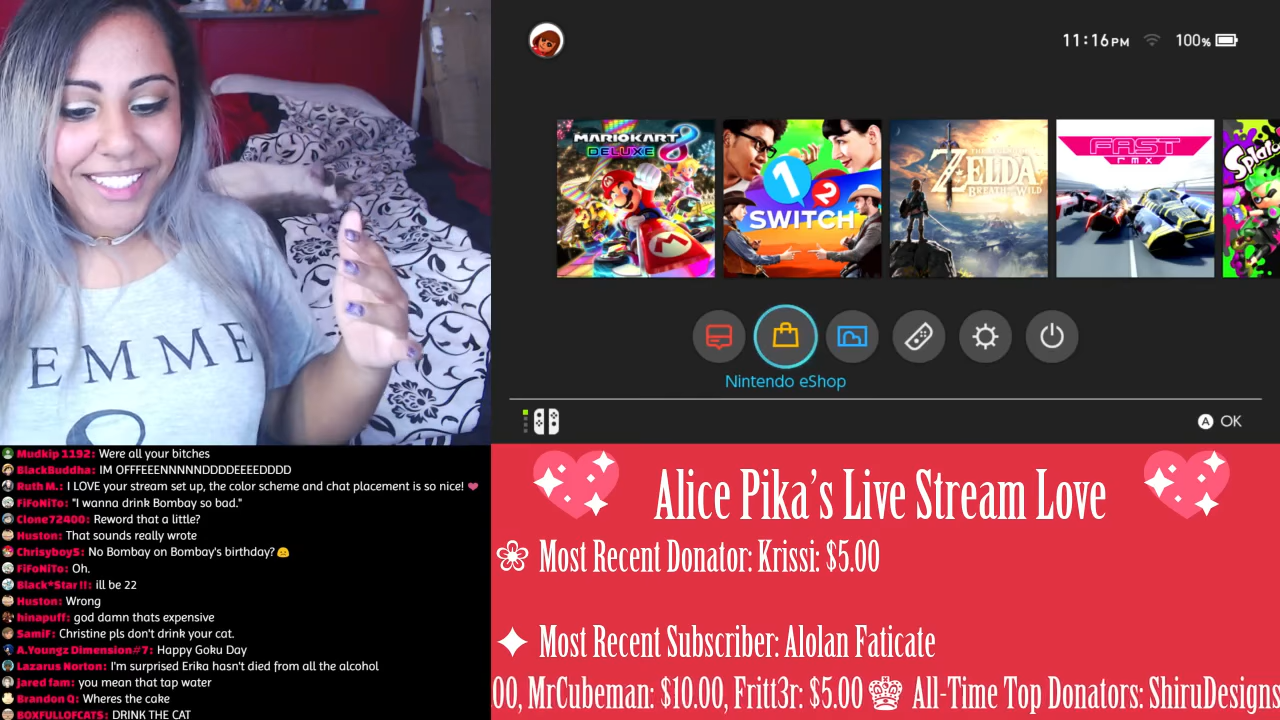 EMME
Mudkip 1192: Were all your bitches
BlackBuddha: IM OFFFEEENNNNNDDDDEEEEDDDD
Ruth M.: I LOVE your stream set up, the color scheme and chat placement is so nice! ❤
FiFoNiTo: "I wanna drink Bombay so bad."
Clone72400: Reword that a little?
Huston: That sounds really wrote
ChrisyboyS: No Bombay on Bombay's birthday? 🙁
FiFoNiTo: Oh.
Black*Star!!: ill be 22
Huston: Wrong
hinapuff: god damn thats expensive
SamiF: Christine pls don't drink your cat.
A.Youngz Dimension#7: Happy Goku Day
Lazarus Norton: I'm surprised Erika hasn't died from all the alcohol
jared fam: you mean that tap water
Brandon Q: Wheres the cake
BOXFULLOFCATS: DRINK THE CAT
11:16PM 100%
MARIOKART 8
DELUXE
1 2
SWITCH
THE LEGEND OF
ZELDA
BREATH OF THE WILD
FAST
rmx
Splat
Nintendo eShop
A OK
Alice Pika's Live Stream Love
❀ Most Recent Donator: Krissi: $5.00
✦ Most Recent Subscriber: Alolan Faticate
00, MrCubeman: $10.00, Fritt3r: $5.00 ♛ All-Time Top Donators: ShiruDesigns